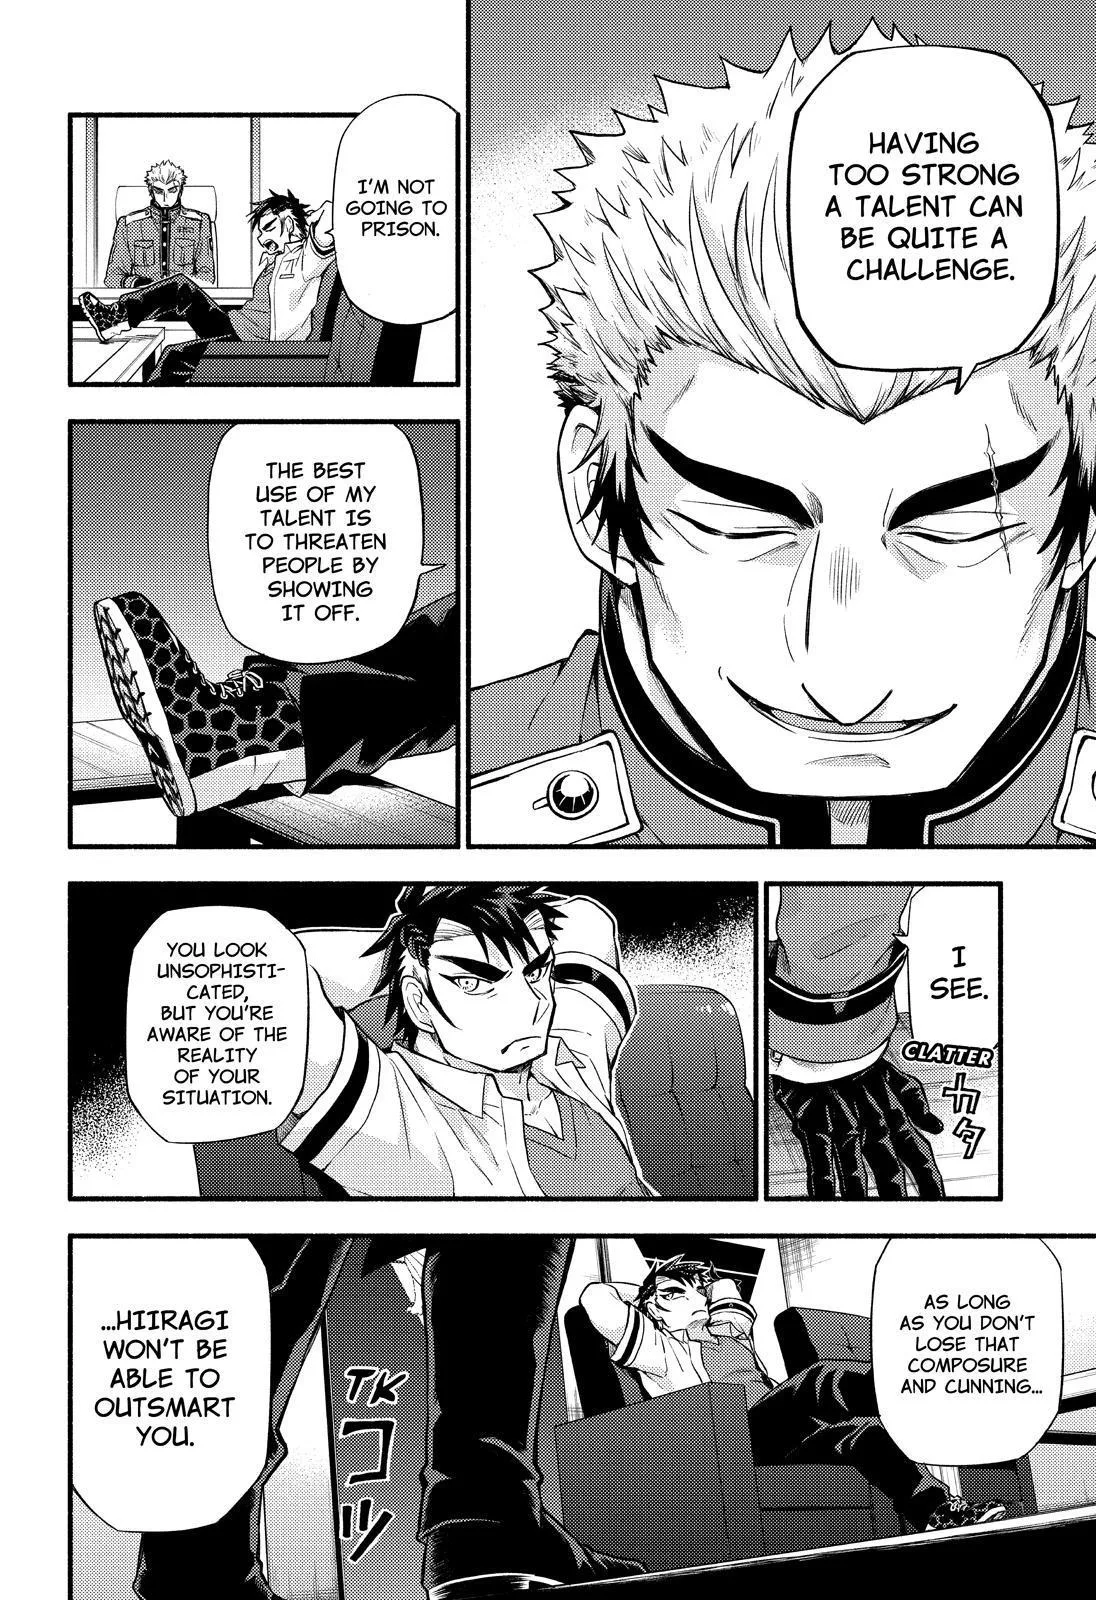 HAVING
TOO STRONG
A TALENT CAN
BE QUITE A
CHALLENGE.
I'M NOT
GOING TO
PRISON.
THE BEST
USE OF MY
TALENT IS
TO THREATEN
PEOPLE BY
SHOWING
IT OFF.
I
SEE.
CLATTER
カタ
YOU LOOK
UNSOPHISTI-
CATED,
BUT YOU'RE
AWARE OF THE
REALITY
OF YOUR
SITUATION.
AS LONG
AS YOU DON'T
LOSE THAT
COMPOSURE
AND CUNNING...
TK
コツ
...HIIRAGI
WON'T BE
ABLE TO
OUTSMART
YOU.